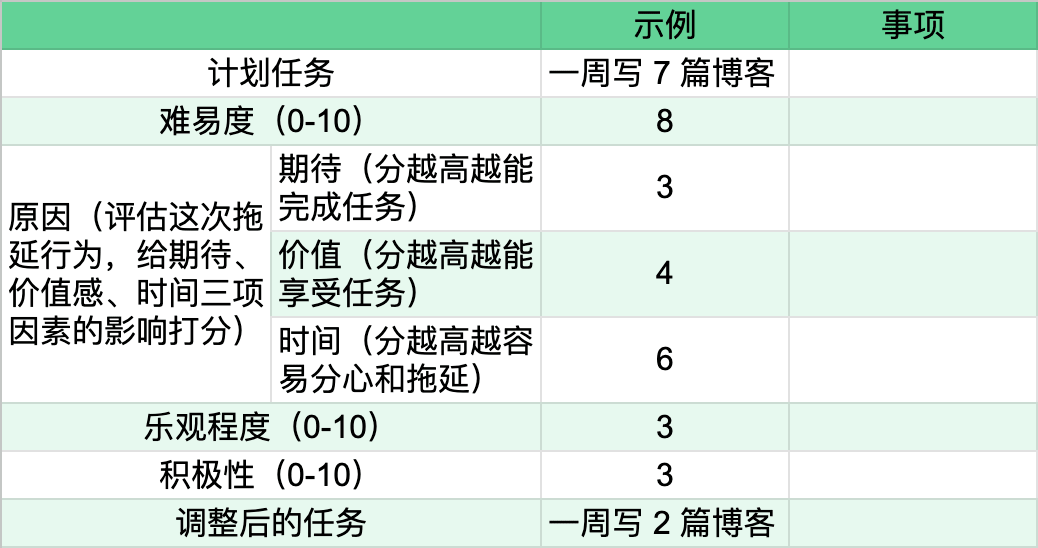 示例 事项
计划任务 一周写 7 篇博客
难易度（0-10） 8
原因（评估这次拖
延行为，给期待、
价值感、时间三项
因素的影响打分）
期待（分越高越能
完成任务）
3
价值（分越高越能
享受任务）
4
时间（分越高越容
易分心和拖延）
6
乐观程度（0-10） 3
积极性（0-10） 3
调整后的任务 一周写 2 篇博客